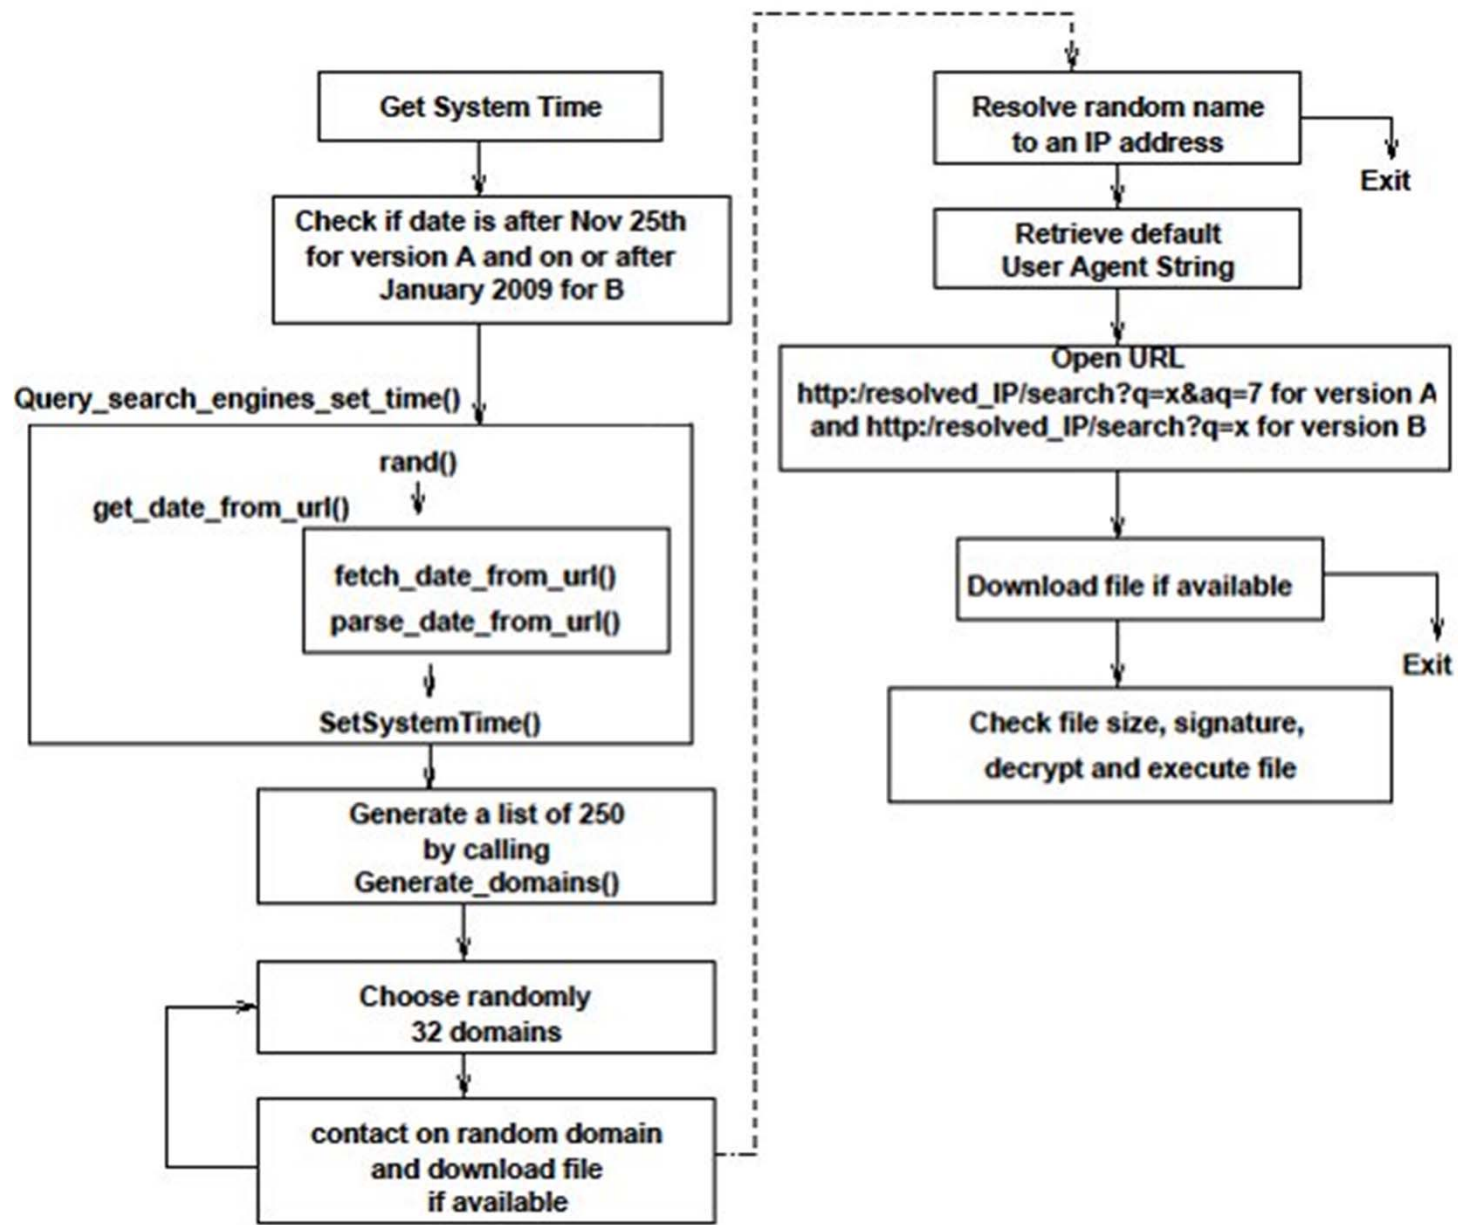 Get System Time
Check if date is after Nov 25th
for version A and on or after
January 2009 for B
Query_search_engines_set_time()
rand()
get_date_from_url()
fetch_date_from_url()
parse_date_from_url()
SetSystemTime()
Generate a list of 250
by calling
Generate_domains()
Choose randomly
32 domains
contact on random domain
and download file
if available
Resolve random name
to an IP address
Exit
Retrieve default
User Agent String
Open URL
http:/resolved_IP/search?q=x&aq=7 for version A
and http:/resolved_IP/search?q=x for version B
Download file if available
Exit
Check file size, signature,
decrypt and execute file